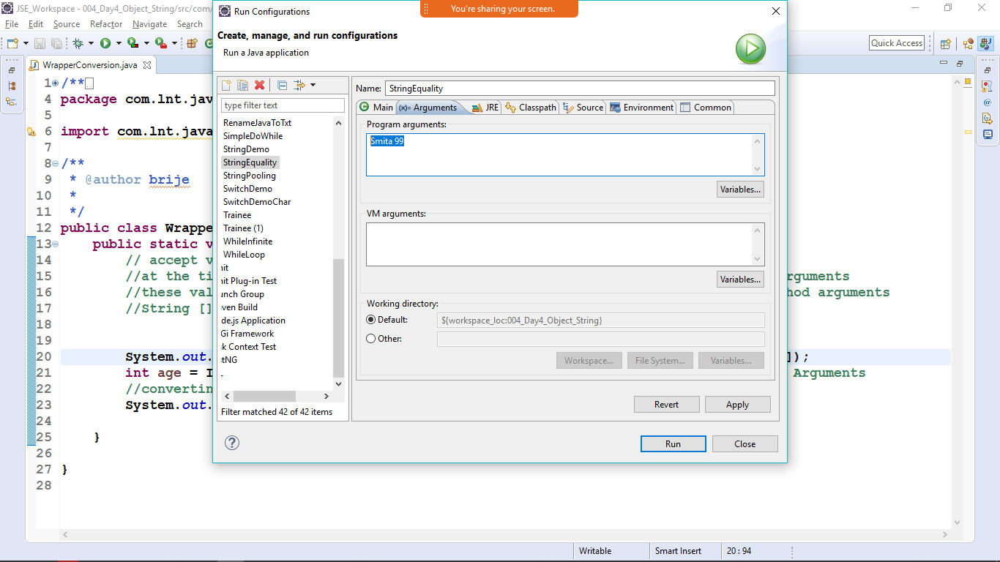 JSE_Workspace - 004_Day4_Object_String/src/com/
File Edit Source Refactor Navigate Search
Quick Access
WrapperConversion.java
1 /**
4 package com.lnt.jav
5
6 import com.lnt.java
7
8 /**
9 * @author brije
10 *
11 */
12 public class Wrappe
13 public static v
14 // accept v
15 //at the ti rguments
16 //these val hod arguments
17 //String []
18
19
20 System.out. ]);
21 int age = I Arguments
22 //convertin
23 System.out.
24
25 }
26
27 }
28
Writable Smart Insert 20 : 94
You're sharing your screen.
Run Configurations
Create, manage, and run configurations
Run a Java application
type filter text
RenameJavaToTxt
SimpleDoWhile
StringDemo
StringEquality
StringPooling
SwitchDemo
SwitchDemoChar
Trainee
Trainee (1)
WhileInfinite
WhileLoop
nit
nit Plug-in Test
unch Group
ven Build
de.js Application
Gi Framework
sk Context Test
stNG
Filter matched 42 of 42 items
Name: StringEquality
Main (x)= Arguments JRE Classpath Source Environment Common
Program arguments:
Smita 99
Variables...
VM arguments:
Variables...
Working directory:
Default: ${workspace_loc:004_Day4_Object_String}
Other:
Workspace... File System... Variables...
Revert Apply
Run Close